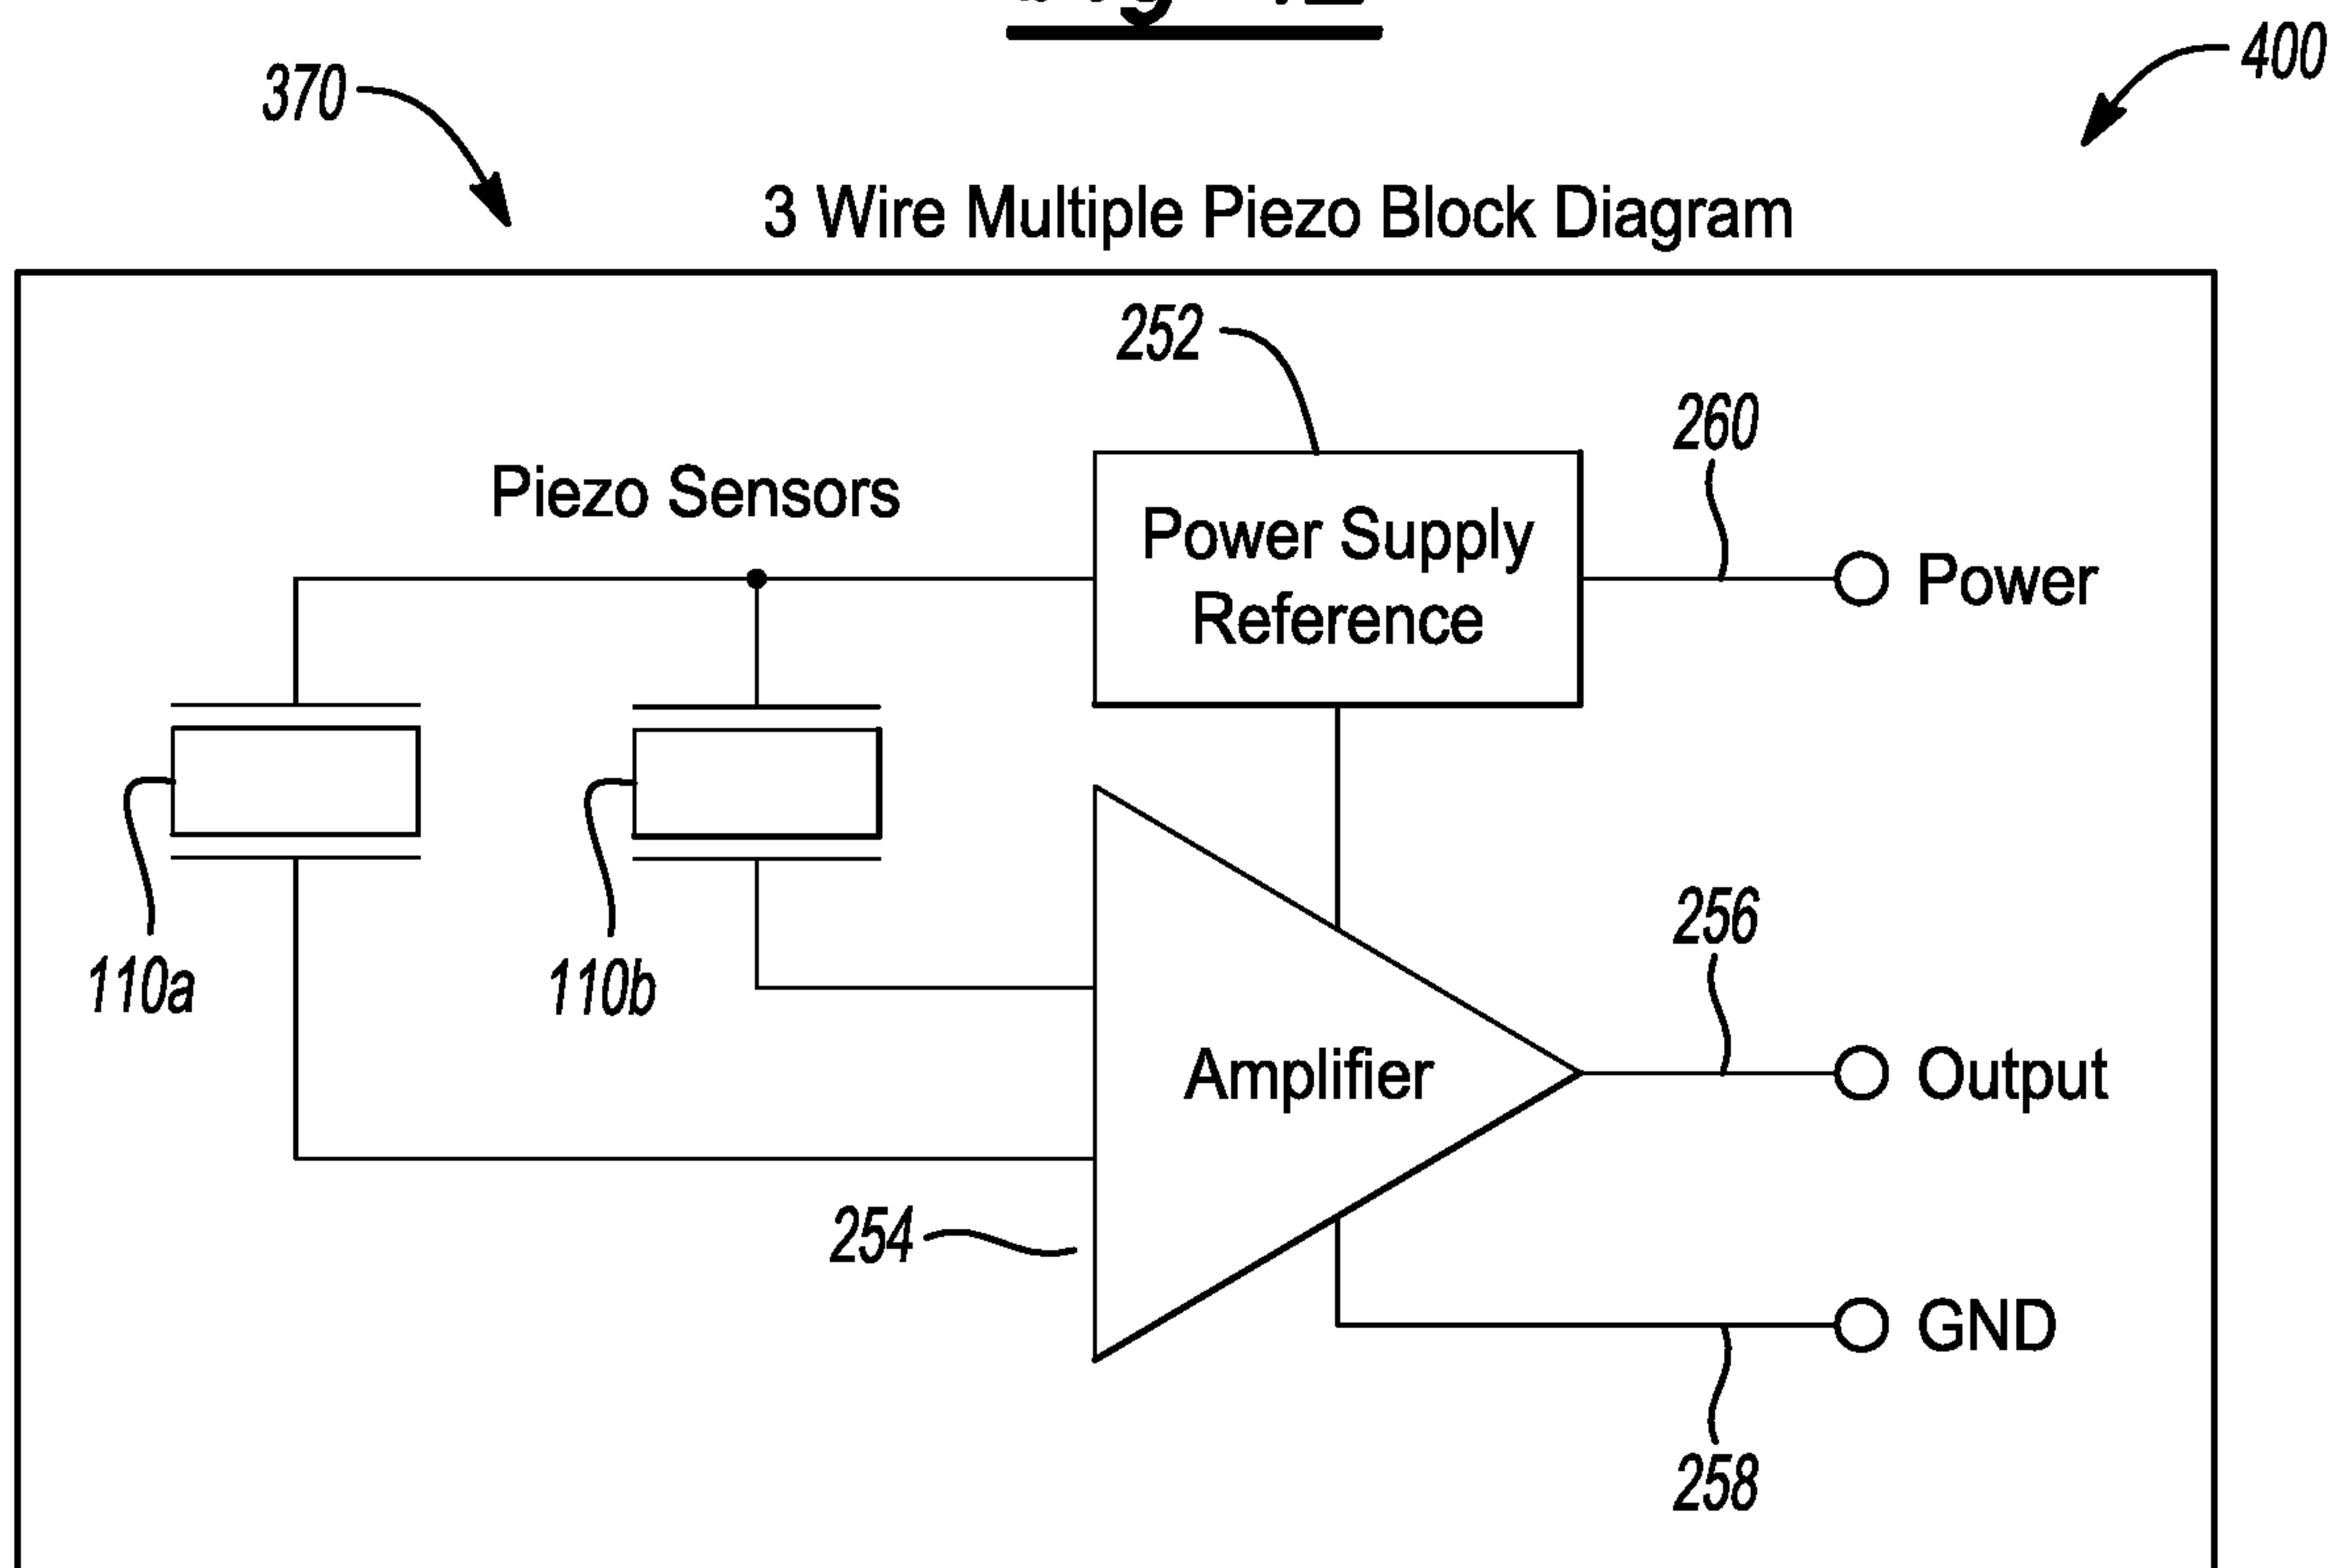 370
400
3 Wire Multiple Piezo Block Diagram
252
260
Piezo Sensors
Power Supply
Reference
Power
110a
110b
256
Amplifier
Output
254
GND
258